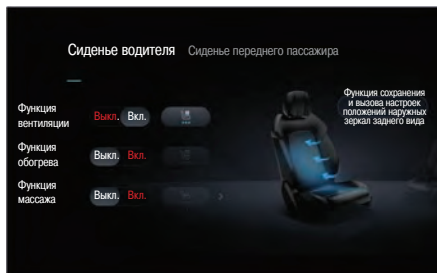 Сиденье водителя Сиденье переднего пассажира
Функция сохранения
и вызова настроек
положений наружных
зеркал заднего вида
Функция
вентиляции
Выкл. Вкл.
Функция
обогрева
Выкл. Вкл.
Функция
массажа
Выкл. Вкл.